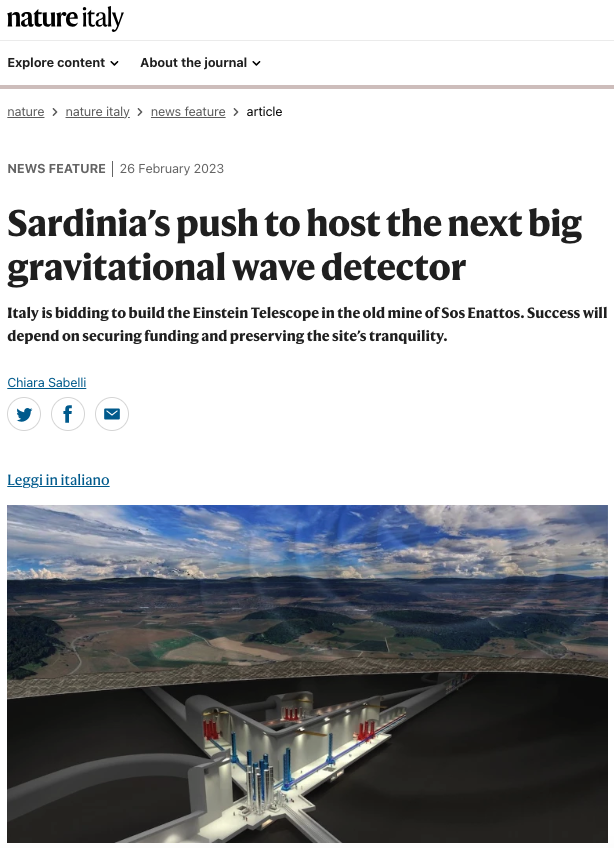 nature italy
Explore content About the journal
nature > nature italy > news feature > article
NEWS FEATURE | 26 February 2023
Sardinia's push to host the next big
gravitational wave detector
Italy is bidding to build the Einstein Telescope in the old mine of Sos Enattos. Success will
depend on securing funding and preserving the site's tranquility.
Chiara Sabelli
Leggi in italiano